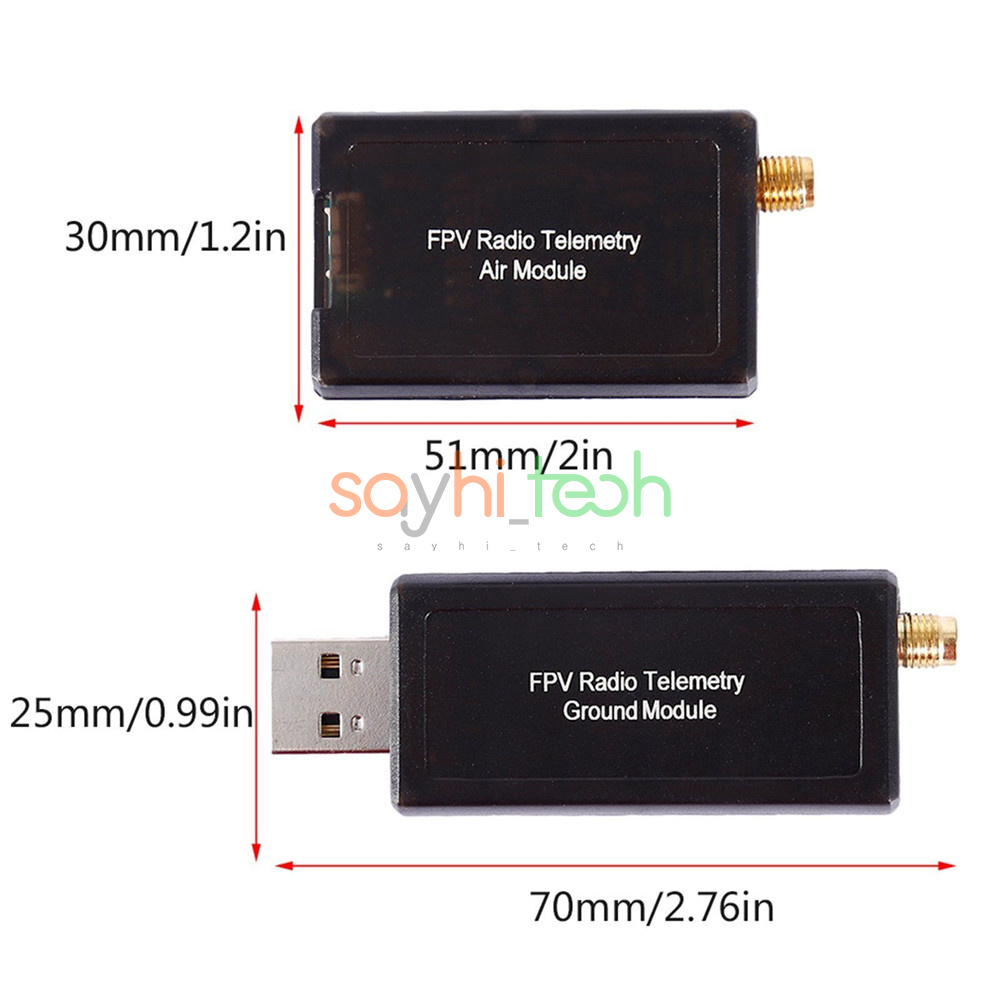 30mm/1.2in
FPV Radio Telemetry
Air Module
51mm/2in
sayhi_tech
sayhi_tech
25mm/0.99in
FPV Radio Telemetry
Ground Module
70mm/2.76in